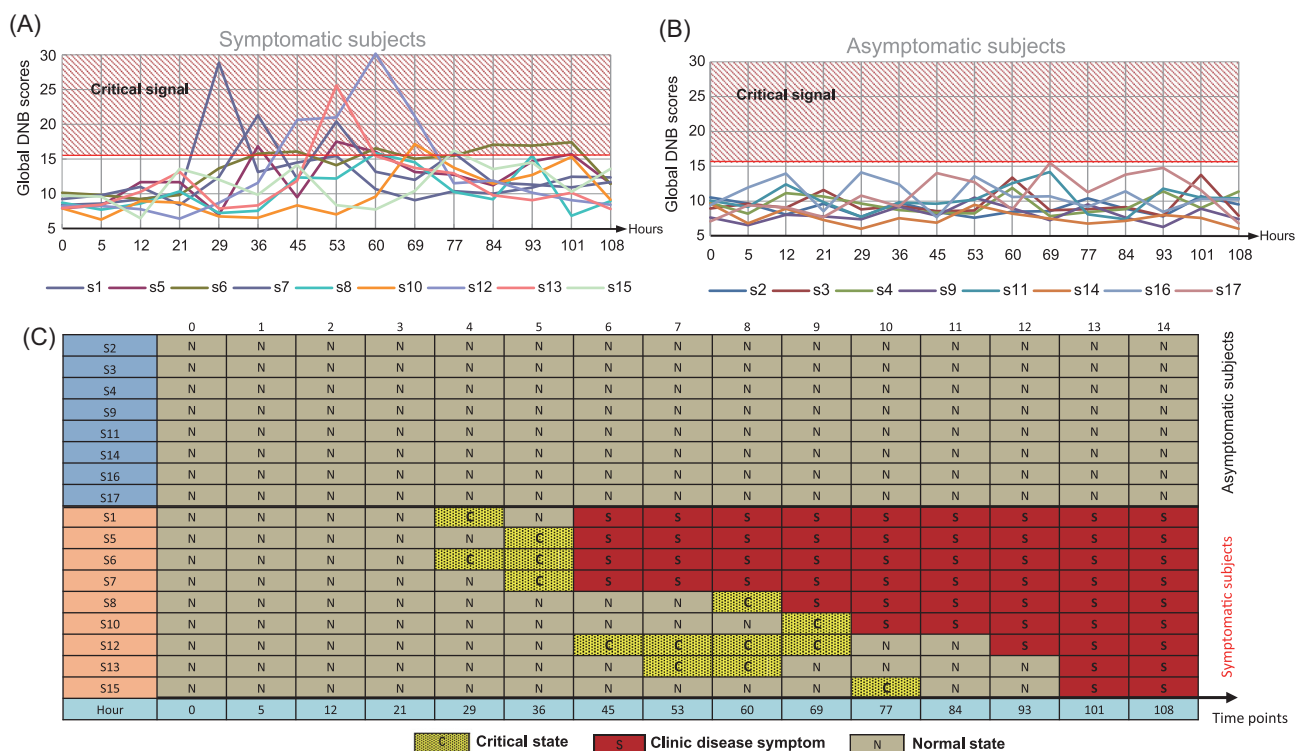 (A)
Symptomatic subjects
Global DNB scores
30
25
20
15
10
5
Critical signal
0 5 12 21 29 36 45 53 60 69 77 84 93 101 108
Hours
s1 s5 s6 s7 s8 s10 s12 s13 s15
(B)
Asymptomatic subjects
Global DNB scores
30
25
20
15
10
5
Critical signal
0 5 12 21 29 36 45 53 60 69 77 84 93 101 108
Hours
s2 s3 s4 s9 s11 s14 s16 s17
(C)
0 1 2 3 4 5 6 7 8 9 10 11 12 13 14
S2 N N N N N N N N N N N N N N N
S3 N N N N N N N N N N N N N N N
S4 N N N N N N N N N N N N N N N
S9 N N N N N N N N N N N N N N N
S11 N N N N N N N N N N N N N N N
S14 N N N N N N N N N N N N N N N
S16 N N N N N N N N N N N N N N N
S17 N N N N N N N N N N N N N N N
S1 N N N N C N S S S S S S S S S
S5 N N N N N C S S S S S S S S S
S6 N N N N C C S S S S S S S S S
S7 N N N N N C S S S S S S S S S
S8 N N N N N N N N C S S S S S S
S10 N N N N N N N N N C S S S S S
S12 N N N N N N C C C C N N S S S
S13 N N N N N N N C C N N N N S S
S15 N N N N N N N N N N C N N S S
Hour 0 5 12 21 29 36 45 53 60 69 77 84 93 101 108
Asymptomatic subjects
Symptomatic subjects
Time points
C Critical state S Clinic disease symptom N Normal state